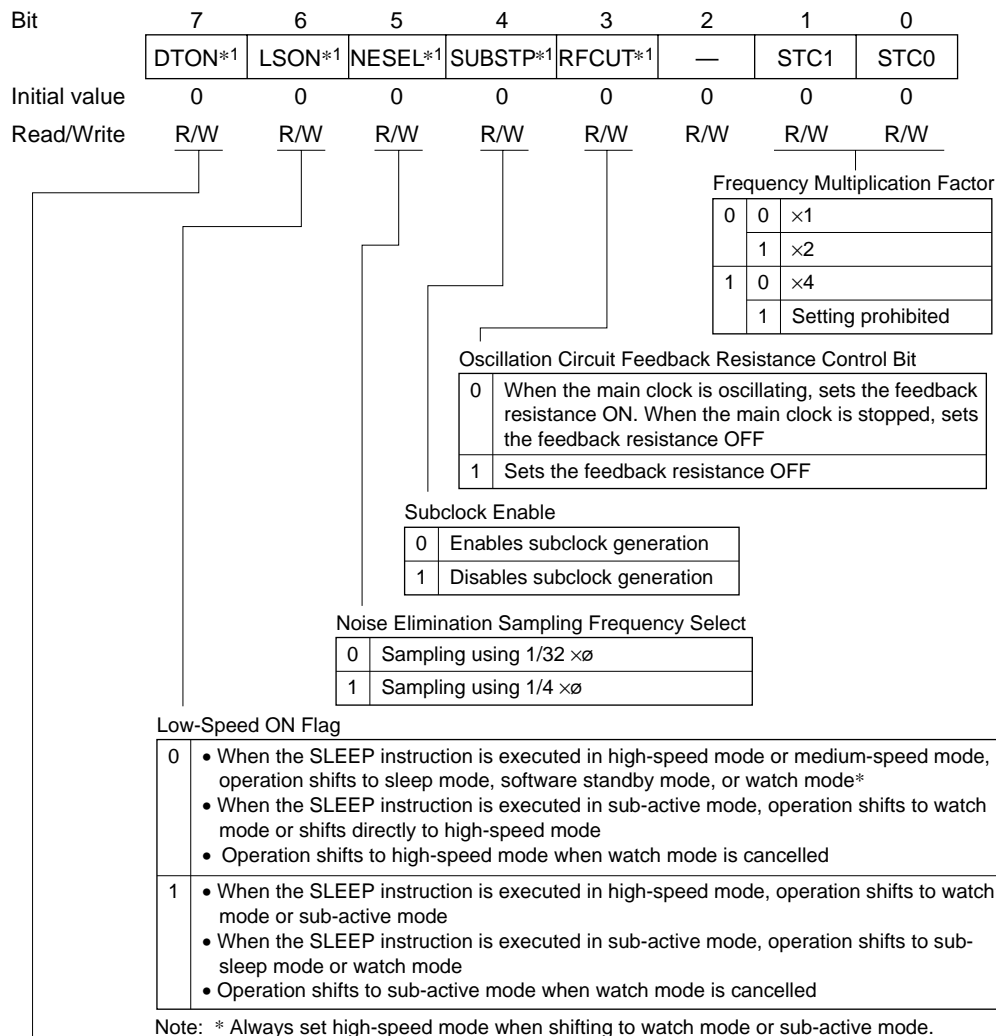 Bit 7 6 5 4 3 2 1 0
DTON*1 LSON*1 NESEL*1 SUBSTP*1 RFCUT*1 — STC1 STC0
Initial value 0 0 0 0 0 0 0 0
Read/Write R/W R/W R/W R/W R/W R/W R/W R/W
Frequency Multiplication Factor
0 0 ×1
1 ×2
1 0 ×4
1 Setting prohibited
Oscillation Circuit Feedback Resistance Control Bit
0 When the main clock is oscillating, sets the feedback
resistance ON. When the main clock is stopped, sets
the feedback resistance OFF
1 Sets the feedback resistance OFF
Subclock Enable
0 Enables subclock generation
1 Disables subclock generation
Noise Elimination Sampling Frequency Select
0 Sampling using 1/32 ×ø
1 Sampling using 1/4 ×ø
Low-Speed ON Flag
0 • When the SLEEP instruction is executed in high-speed mode or medium-speed mode,
operation shifts to sleep mode, software standby mode, or watch mode*
• When the SLEEP instruction is executed in sub-active mode, operation shifts to watch
mode or shifts directly to high-speed mode
• Operation shifts to high-speed mode when watch mode is cancelled
1 • When the SLEEP instruction is executed in high-speed mode, operation shifts to watch
mode or sub-active mode
• When the SLEEP instruction is executed in sub-active mode, operation shifts to sub-
sleep mode or watch mode
• Operation shifts to sub-active mode when watch mode is cancelled
Note: * Always set high-speed mode when shifting to watch mode or sub-active mode.